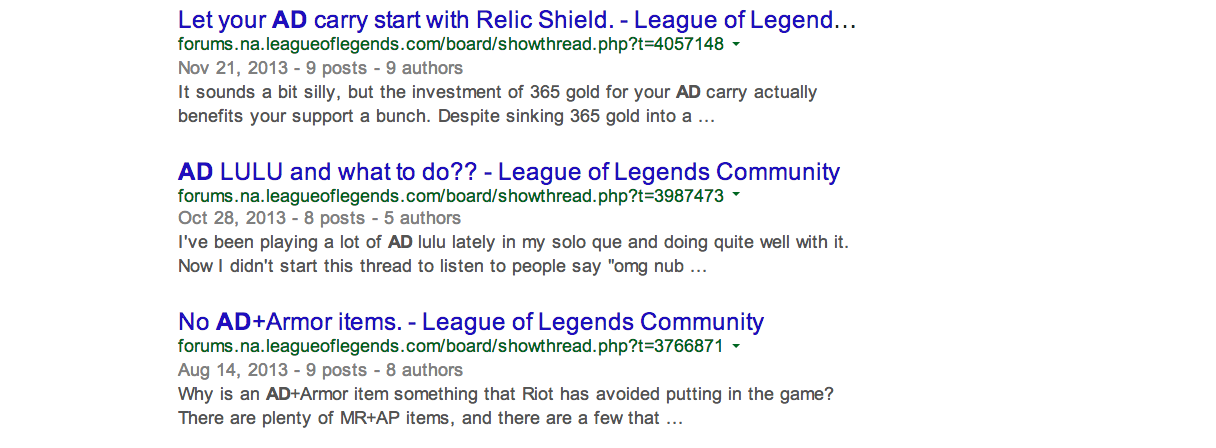 Let your AD carry start with Relic Shield. - League of Legend...
forums.na.leagueoflegends.com/board/showthread.php?t=4057148
Nov 21, 2013 - 9 posts - 9 authors
It sounds a bit silly, but the investment of 365 gold for your AD carry actually
benefits your support a bunch. Despite sinking 365 gold into a ...
AD LULU and what to do?? - League of Legends Community
forums.na.leagueoflegends.com/board/showthread.php?t=3987473
Oct 28, 2013 - 8 posts - 5 authors
I've been playing a lot of AD lulu lately in my solo que and doing quite well with it.
Now I didn't start this thread to listen to people say "omg nub ...
No AD+Armor items. - League of Legends Community
forums.na.leagueoflegends.com/board/showthread.php?t=3766871
Aug 14, 2013 - 9 posts - 8 authors
Why is an AD+Armor item something that Riot has avoided putting in the game?
There are plenty of MR+AP items, and there are a few that ...